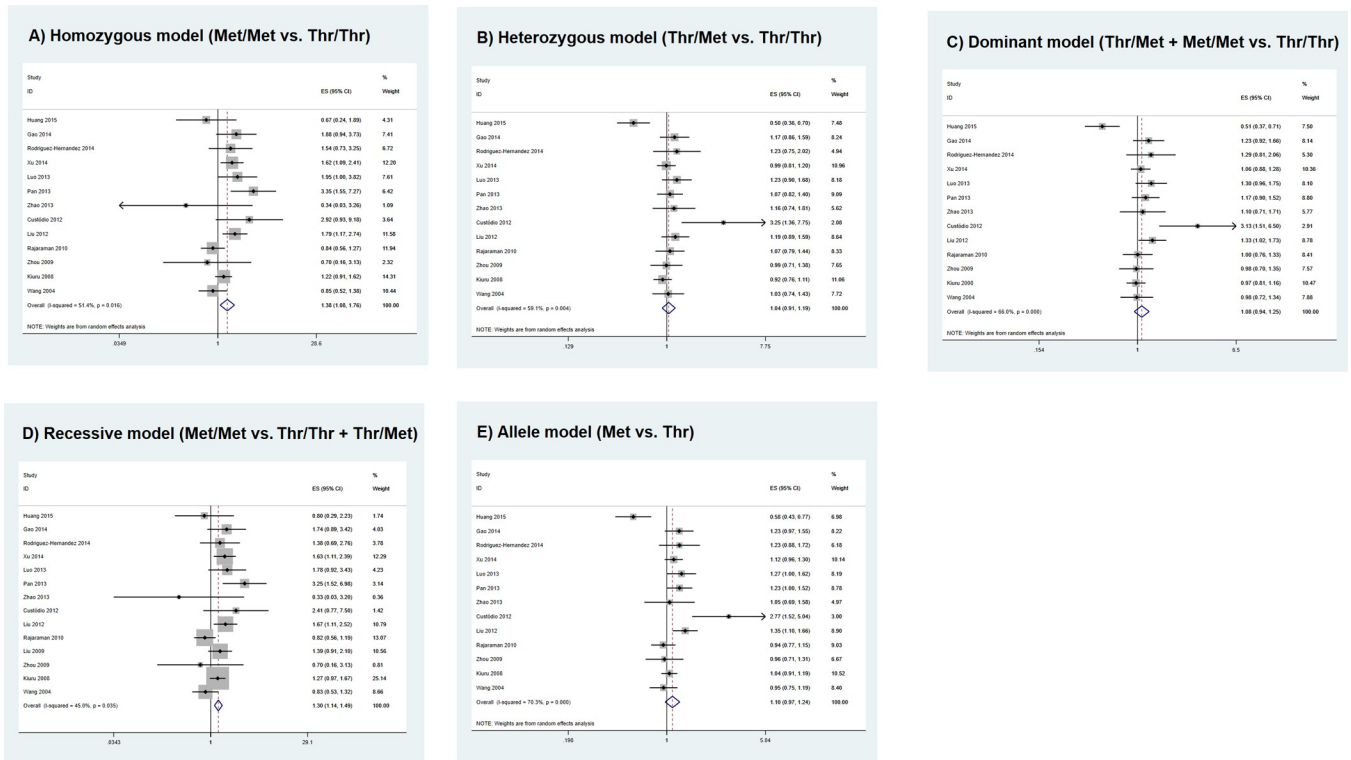 A) Homozygous model (Met/Met vs. Thr/Thr)
Study %
ID ES (95% CI) Weight
Huang 2015 0.67 (0.24, 1.89) 4.31
Gao 2014 1.88 (0.94, 3.73) 7.41
Rodriguez-Hernandez 2014 1.54 (0.73, 3.25) 6.72
Xu 2014 1.62 (1.09, 2.41) 12.20
Luo 2013 1.95 (1.00, 3.82) 7.61
Pan 2013 3.35 (1.55, 7.27) 6.42
Zhao 2013 0.34 (0.03, 3.26) 1.09
Custódio 2012 2.92 (0.93, 9.18) 3.64
Liu 2012 1.79 (1.17, 2.74) 11.58
Rajaraman 2010 0.84 (0.56, 1.27) 11.94
Zhou 2009 0.70 (0.16, 3.13) 2.32
Kiuru 2008 1.22 (0.91, 1.62) 14.31
Wang 2004 0.85 (0.52, 1.38) 10.44
Overall (I-squared = 51.4%, p = 0.016) 1.38 (1.08, 1.76) 100.00
NOTE: Weights are from random effects analysis
.0349 1 28.6
B) Heterozygous model (Thr/Met vs. Thr/Thr)
Study %
ID ES (95% CI) Weight
Huang 2015 0.50 (0.36, 0.70) 7.48
Gao 2014 1.17 (0.86, 1.59) 8.24
Rodriguez-Hernandez 2014 1.23 (0.75, 2.02) 4.94
Xu 2014 0.99 (0.81, 1.20) 10.96
Luo 2013 1.23 (0.90, 1.68) 8.18
Pan 2013 1.07 (0.82, 1.40) 9.09
Zhao 2013 1.16 (0.74, 1.81) 5.62
Custódio 2012 3.25 (1.36, 7.75) 2.08
Liu 2012 1.19 (0.89, 1.59) 8.64
Rajaraman 2010 1.07 (0.79, 1.44) 8.33
Zhou 2009 0.99 (0.71, 1.38) 7.65
Kiuru 2008 0.92 (0.76, 1.11) 11.06
Wang 2004 1.03 (0.74, 1.43) 7.72
Overall (I-squared = 59.1%, p = 0.004) 1.04 (0.91, 1.19) 100.00
NOTE: Weights are from random effects analysis
.129 1 7.75
C) Dominant model (Thr/Met + Met/Met vs. Thr/Thr)
Study %
ID ES (95% CI) Weight
Huang 2015 0.51 (0.37, 0.71) 7.50
Gao 2014 1.23 (0.92, 1.66) 8.14
Rodriguez-Hernandez 2014 1.29 (0.81, 2.06) 5.30
Xu 2014 1.06 (0.88, 1.28) 10.36
Luo 2013 1.30 (0.96, 1.75) 8.10
Pan 2013 1.17 (0.90, 1.52) 8.80
Zhao 2013 1.10 (0.71, 1.71) 5.77
Custodio 2012 3.13 (1.51, 6.50) 2.91
Liu 2012 1.33 (1.02, 1.73) 8.78
Rajaraman 2010 1.00 (0.76, 1.33) 8.41
Zhou 2009 0.98 (0.70, 1.35) 7.57
Kiuru 2008 0.97 (0.81, 1.16) 10.47
Wang 2004 0.98 (0.72, 1.34) 7.88
Overall (I-squared = 66.0%, p = 0.000) 1.08 (0.94, 1.25) 100.00
NOTE: Weights are from random effects analysis
.154 1 6.5
D) Recessive model (Met/Met vs. Thr/Thr + Thr/Met)
Study %
ID ES (95% CI) Weight
Huang 2015 0.80 (0.29, 2.23) 1.74
Gao 2014 1.74 (0.89, 3.42) 4.03
Rodriguez-Hernandez 2014 1.38 (0.69, 2.76) 3.78
Xu 2014 1.63 (1.11, 2.39) 12.29
Luo 2013 1.78 (0.92, 3.43) 4.23
Pan 2013 3.25 (1.52, 6.98) 3.14
Zhao 2013 0.33 (0.03, 3.20) 0.36
Custódio 2012 2.41 (0.77, 7.50) 1.42
Liu 2012 1.67 (1.11, 2.52) 10.79
Rajaraman 2010 0.82 (0.56, 1.19) 13.07
Liu 2009 1.39 (0.91, 2.10) 10.56
Zhou 2009 0.70 (0.16, 3.13) 0.81
Kiuru 2008 1.27 (0.97, 1.67) 25.14
Wang 2004 0.83 (0.53, 1.32) 8.66
Overall (I-squared = 45.0%, p = 0.035) 1.30 (1.14, 1.49) 100.00
.0343 1 29.1
E) Allele model (Met vs. Thr)
Study %
ID ES (95% CI) Weight
Huang 2015 0.58 (0.43, 0.77) 6.98
Gao 2014 1.23 (0.97, 1.55) 8.22
Rodriguez-Hernandez 2014 1.23 (0.88, 1.72) 6.18
Xu 2014 1.12 (0.96, 1.30) 10.14
Luo 2013 1.27 (1.00, 1.62) 8.19
Pan 2013 1.23 (1.00, 1.52) 8.78
Zhao 2013 1.05 (0.69, 1.58) 4.97
Custódio 2012 2.77 (1.52, 5.04) 3.00
Liu 2012 1.35 (1.10, 1.66) 8.90
Rajaraman 2010 0.94 (0.77, 1.15) 9.03
Zhou 2009 0.96 (0.71, 1.31) 6.67
Kiuru 2008 1.04 (0.91, 1.19) 10.52
Wang 2004 0.95 (0.75, 1.19) 8.40
Overall (I-squared = 70.3%, p = 0.000) 1.10 (0.97, 1.24) 100.00
NOTE: Weights are from random effects analysis
.198 1 5.04